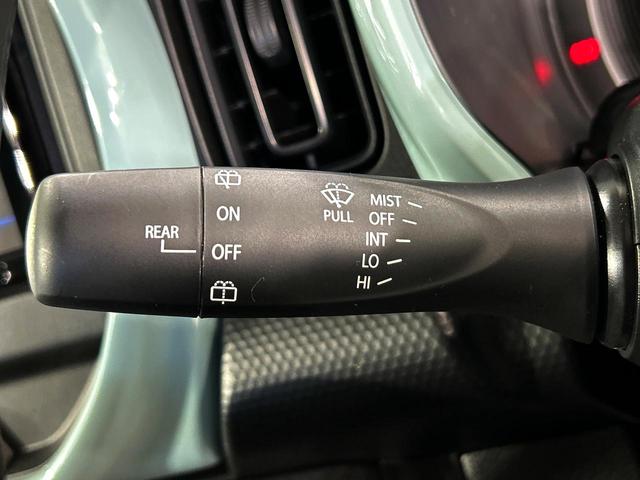 REAR
ON
OFF
PULL
MIST
OFF
INT
LO
HI